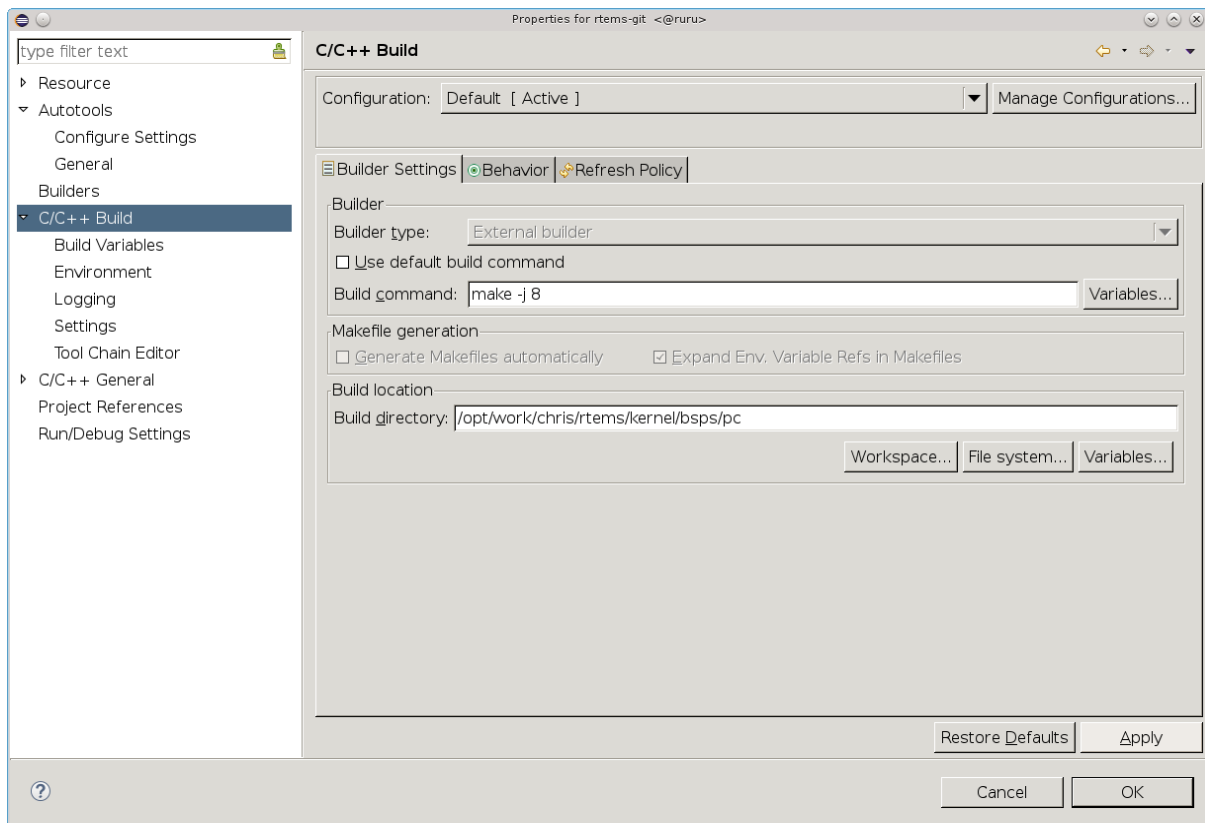 Properties for rtems-git <@ruru>
type filter text
Resource
Autotools
Configure Settings
General
Builders
C/C++ Build
Build Variables
Environment
Logging
Settings
Tool Chain Editor
C/C++ General
Project References
Run/Debug Settings
C/C++ Build
Configuration: Default [ Active ] Manage Configurations...
Builder Settings Behavior Refresh Policy
Builder
Builder type: External builder
Use default build command
Build command: make -j 8 Variables...
Makefile generation
Generate Makefiles automatically Expand Env. Variable Refs in Makefiles
Build location
Build directory: /opt/work/chris/rtems/kernel/bsps/pc
Workspace... File system... Variables...
Restore Defaults Apply
? Cancel OK